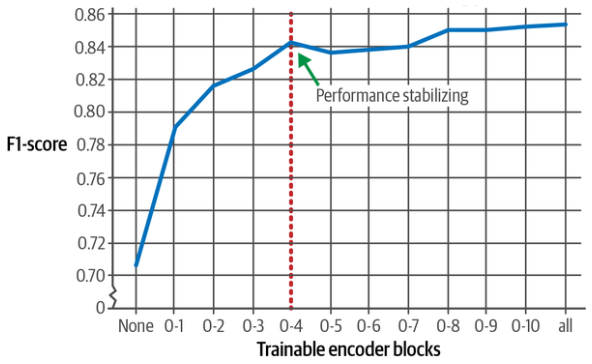 0.86
0.84
0.82
Performance stabilizing
0.80
F1-score 0.78
0.76
0.74
0.72
0.70
0
None 0-1 0-2 0-3 0-4 0-5 0-6 0-7 0-8 0-9 0-10 all
Trainable encoder blocks